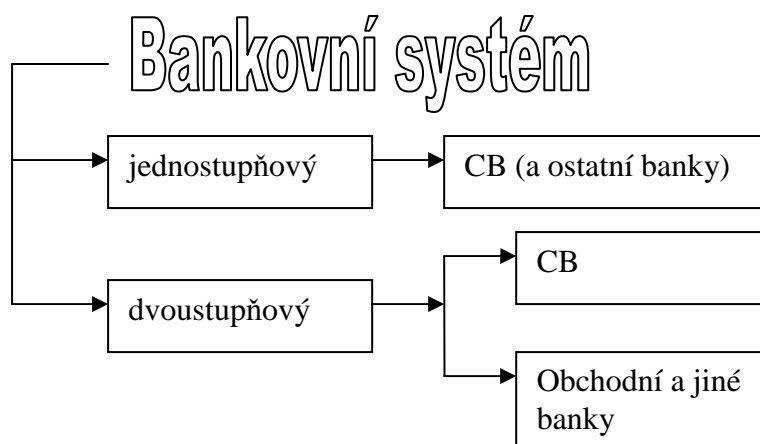 Bankovní systém
jednostupňový
CB (a ostatní banky)
CB
dvoustupňový
Obchodní a jiné
banky